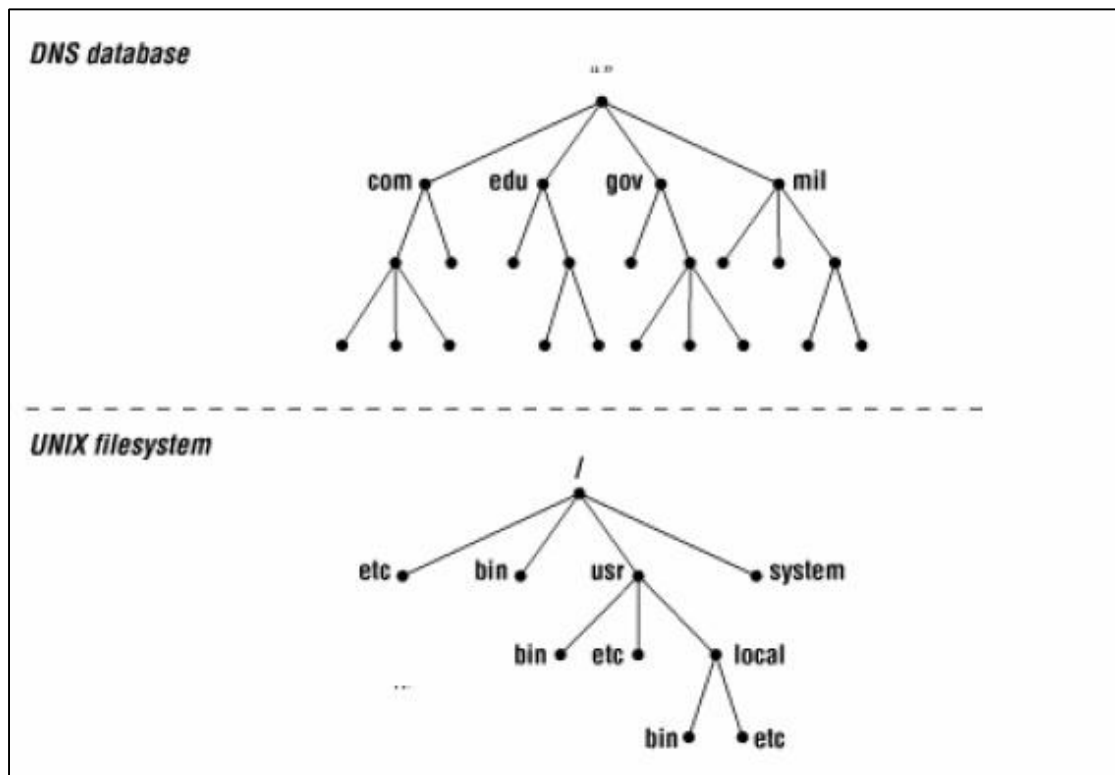 DNS database
" "
com edu gov mil
UNIX filesystem
/
etc bin usr system
bin etc local
bin etc